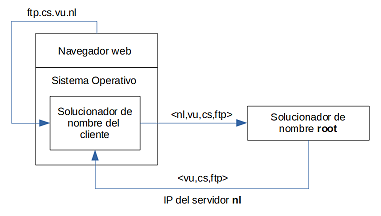 ftp.cs.vu.nl
Navegador web
Sistema Operativo
Solucionador de
nombre del
cliente
<nl,vu,cs,ftp>
Solucionador de
nombre root
<vu,cs,ftp>
IP del servidor nl